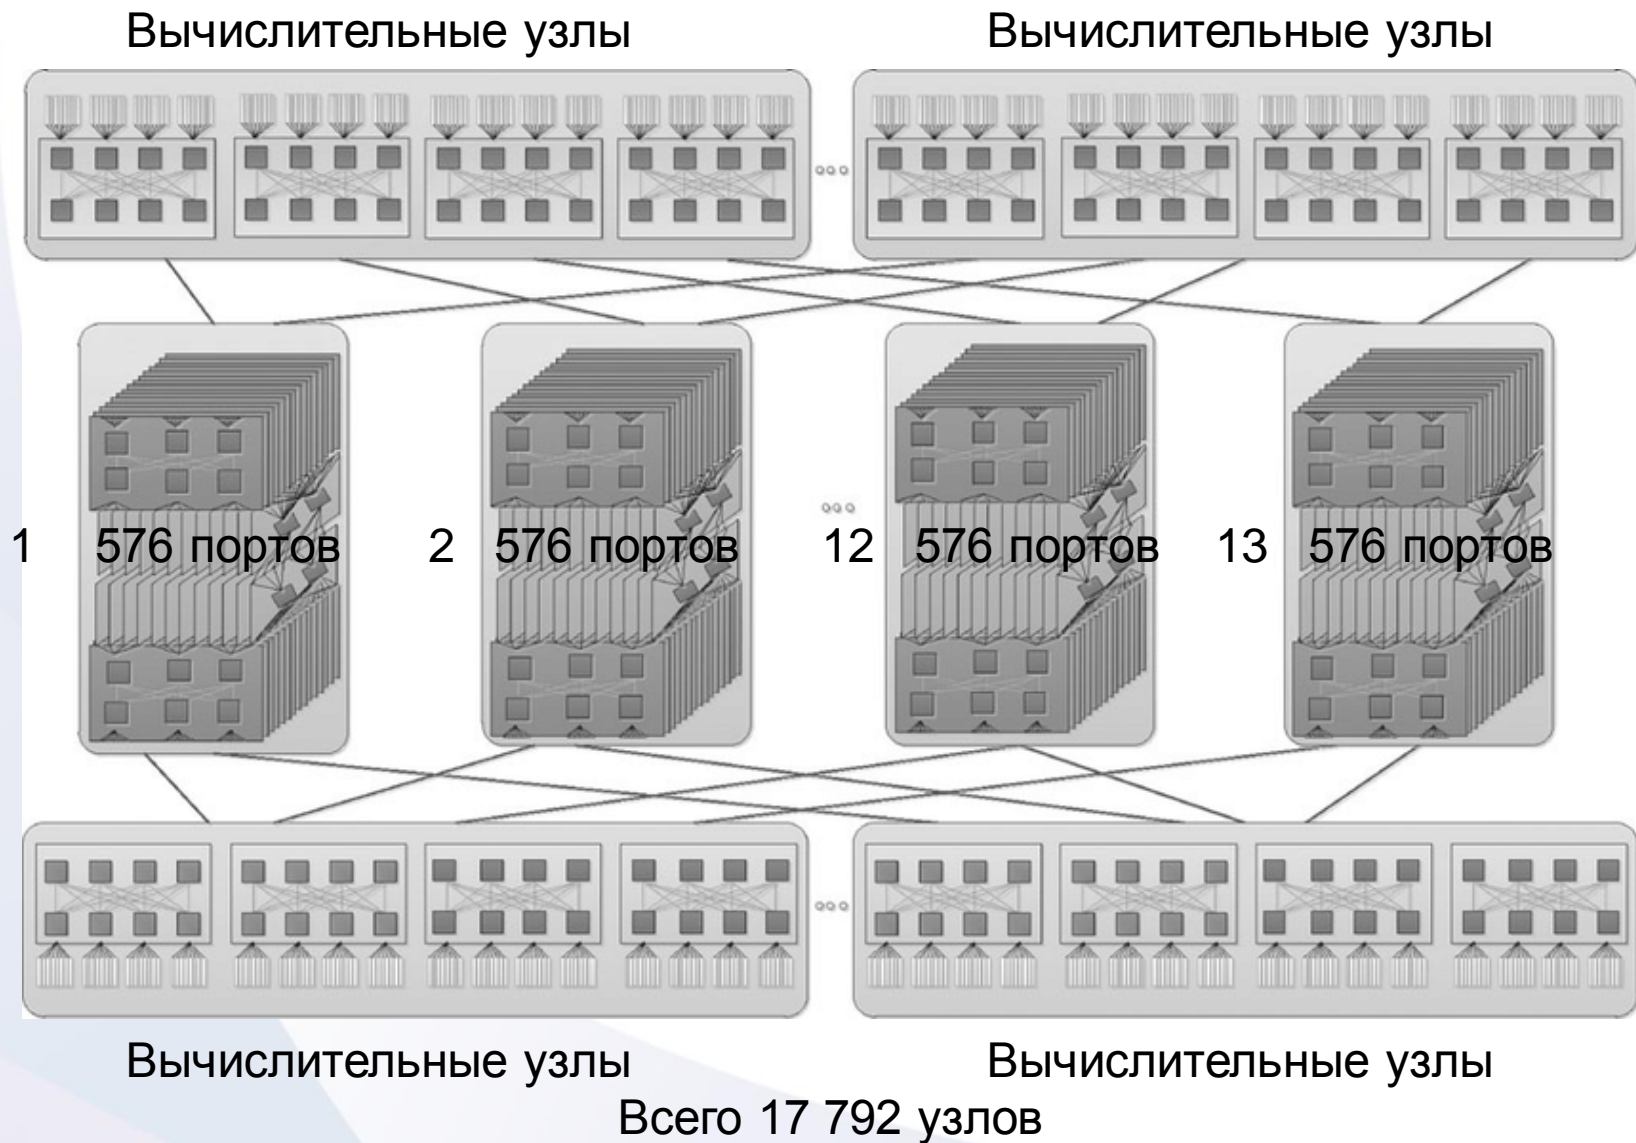 Вычислительные узлы
Вычислительные узлы
1 576 портов
2 576 портов
12 576 портов
13 576 портов
Вычислительные узлы
Вычислительные узлы
Всего 17 792 узлов